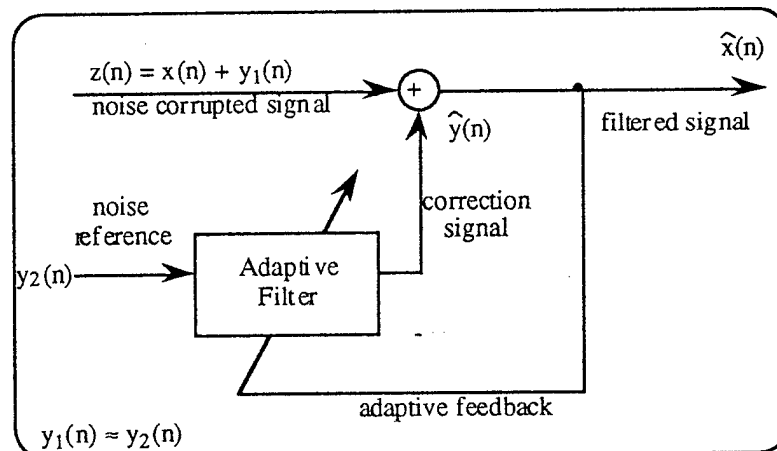 x̂(n)
z(n) = x(n) + y₁(n)
+
noise corrupted signal
ŷ(n)
filtered signal
noise
reference
correction
signal
y₂(n)
Adaptive
Filter
adaptive feedback
y₁(n) ≈ y₂(n)